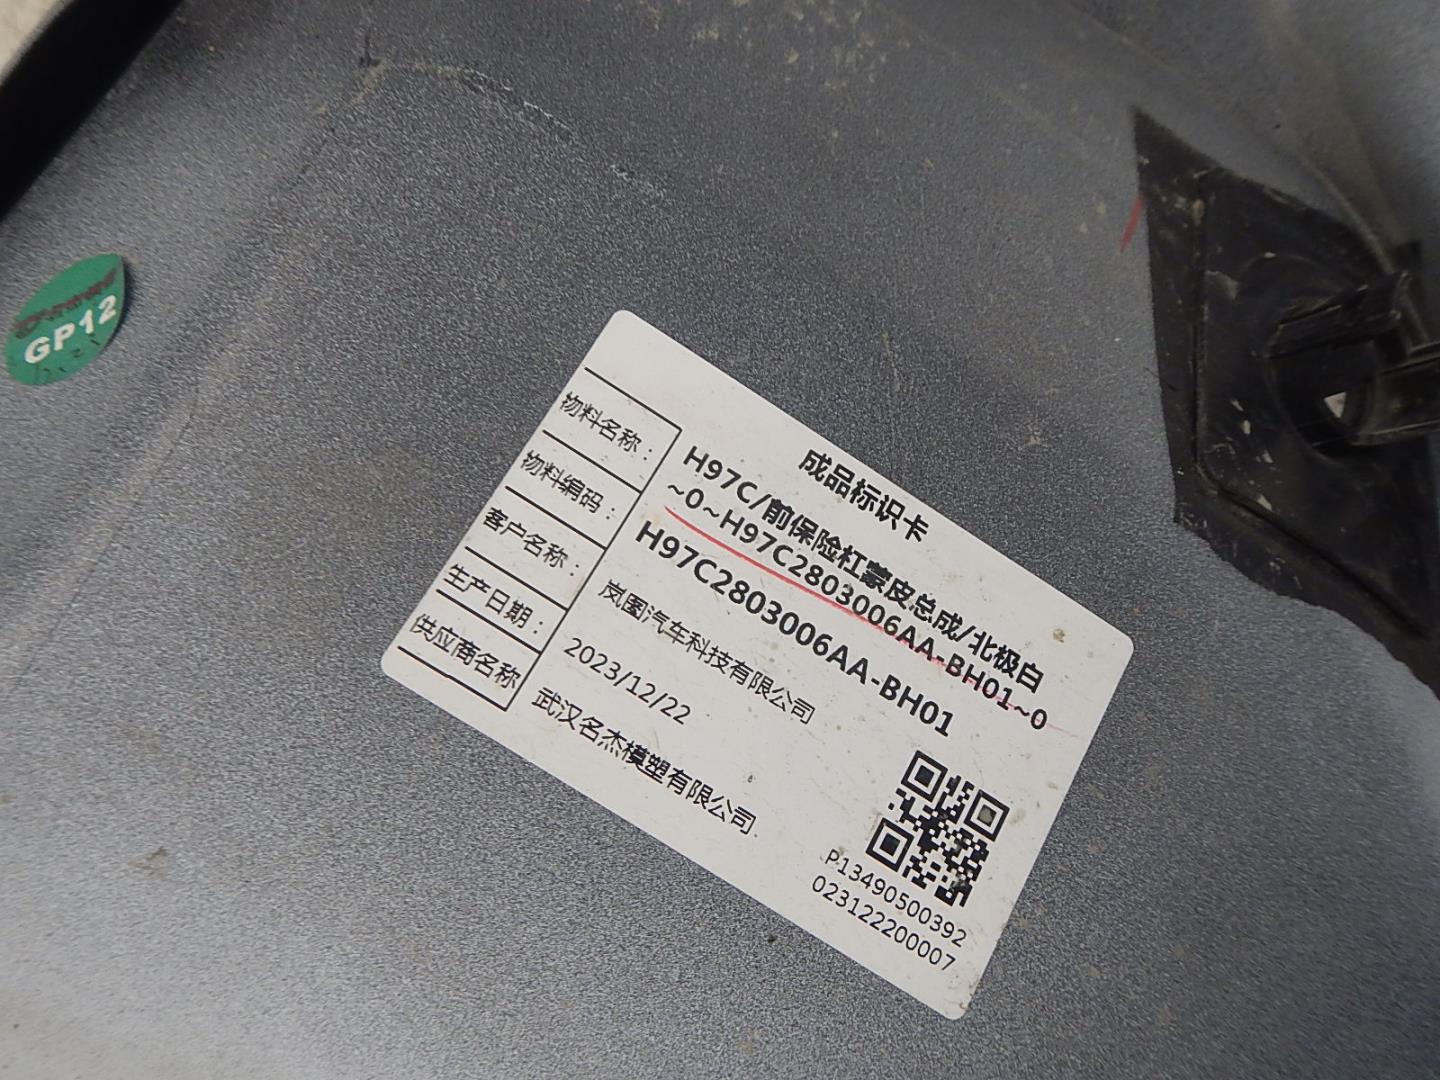 GP12
成品标识卡
物料名称： H97C/前保险杠蒙皮总成/北极白
~0~H97C2803006AA-BH01~0
物料编码： H97C2803006AA-BH01
客户名称： 岚图汽车科技有限公司
生产日期： 2023/12/22
供应商名称 武汉名杰模塑有限公司
P13490500392
023122200007